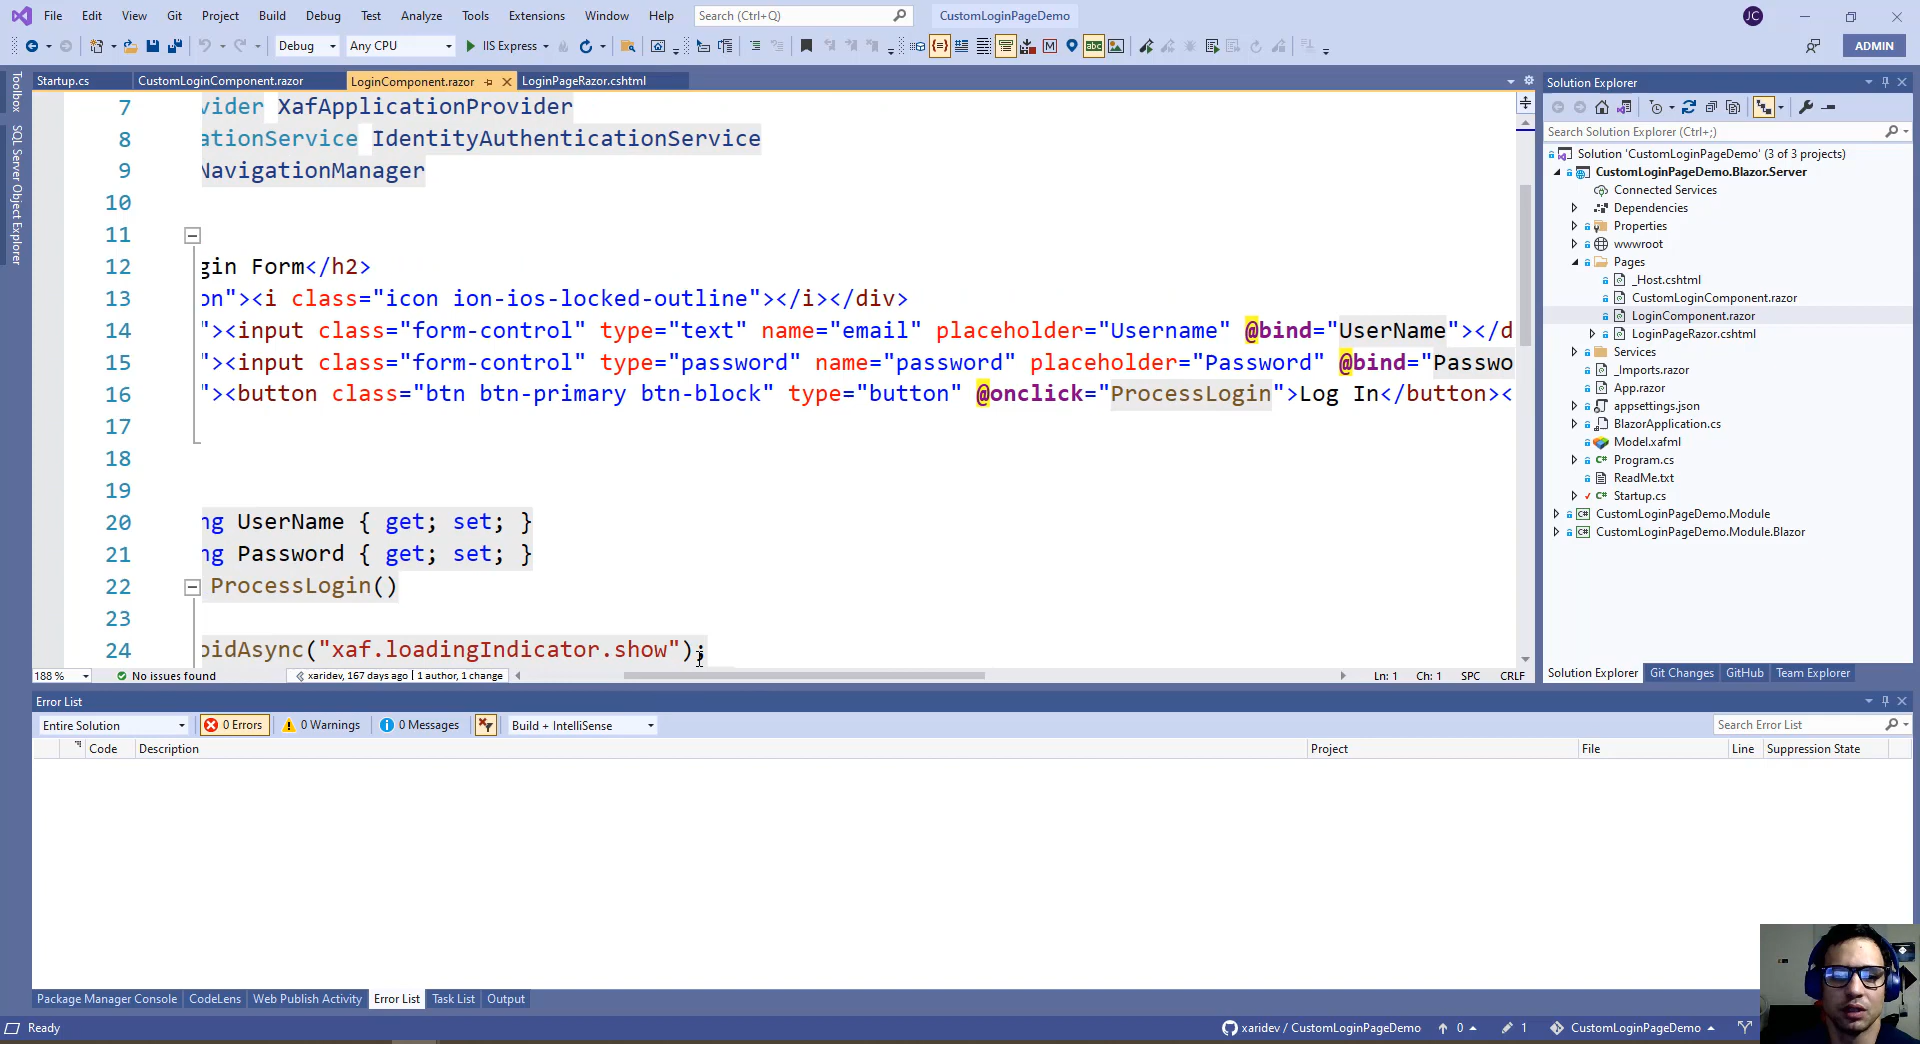 File Edit View Git Project Build Debug Test Analyze Tools Extensions Window Help Search (Ctrl+Q) CustomLoginPageDemo JC
Debug Any CPU IIS Express ADMIN
Startup.cs CustomLoginComponent.razor LoginComponent.razor LoginPageRazor.cshtml
Toolbox
SQL Server Object Explorer
7 vider XafApplicationProvider
8 ationService IdentityAuthenticationService
9 NavigationManager
10
11
12 gin Form</h2>
13 on"><i class="icon ion-ios-locked-outline"></i></div>
14 "><input class="form-control" type="text" name="email" placeholder="Username" @bind="UserName"></d
15 "><input class="form-control" type="password" name="password" placeholder="Password" @bind="Passwo
16 "><button class="btn btn-primary btn-block" type="button" @onclick="ProcessLogin">Log In</button><
17
18
19
20 ng UserName { get; set; }
21 ng Password { get; set; }
22 ProcessLogin()
23
24 oidAsync("xaf.loadingIndicator.show");
188 % No issues found xaridev, 167 days ago | 1 author, 1 change Ln: 1 Ch: 1 SPC CRLF
Solution Explorer
Search Solution Explorer (Ctrl+;)
Solution 'CustomLoginPageDemo' (3 of 3 projects)
CustomLoginPageDemo.Blazor.Server
Connected Services
Dependencies
Properties
wwwroot
Pages
_Host.cshtml
CustomLoginComponent.razor
LoginComponent.razor
LoginPageRazor.cshtml
Services
_Imports.razor
App.razor
appsettings.json
BlazorApplication.cs
Model.xafml
Program.cs
ReadMe.txt
Startup.cs
CustomLoginPageDemo.Module
CustomLoginPageDemo.Module.Blazor
Solution Explorer Git Changes GitHub Team Explorer
Error List
Entire Solution 0 Errors 0 Warnings 0 Messages Build + IntelliSense Search Error List
Code Description Project File Line Suppression State
Package Manager Console CodeLens Web Publish Activity Error List Task List Output
Ready xaridev / CustomLoginPageDemo 0 1 CustomLoginPageDemo